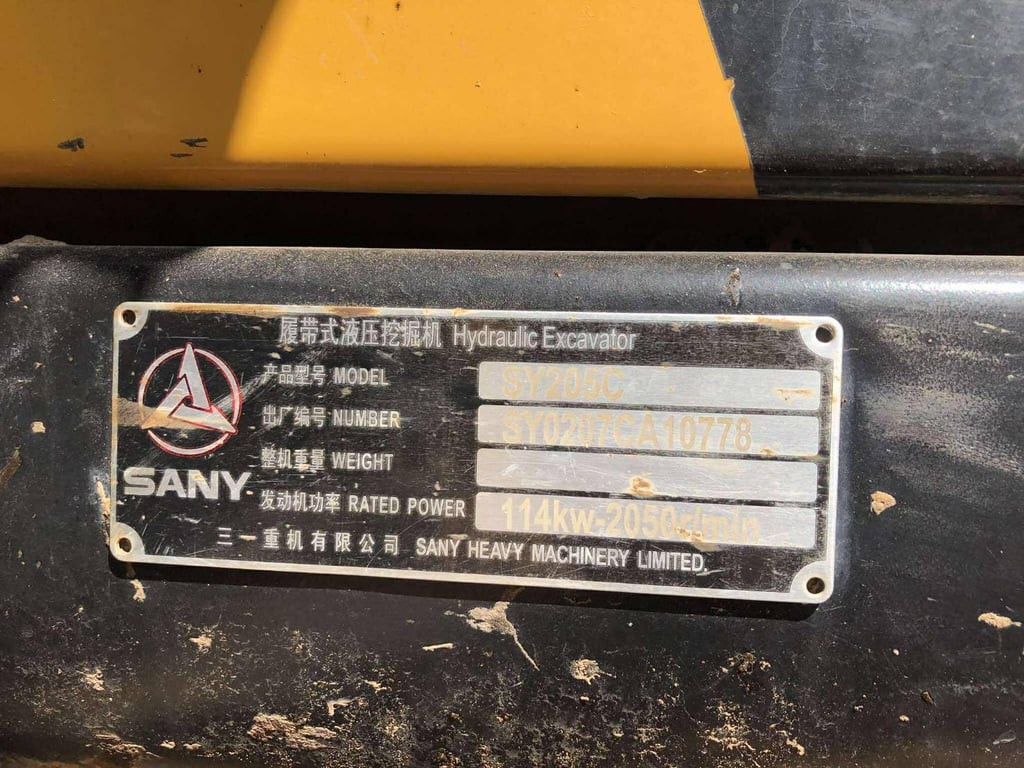 履带式液压挖掘机 Hydraulic Excavator
产品型号 MODEL SY205C
出厂编号 NUMBER SY0207CA10778
整机重量 WEIGHT
发动机功率 RATED POWER 114kw-2050r/min
SANY
三一重机有限公司 SANY HEAVY MACHINERY LIMITED.